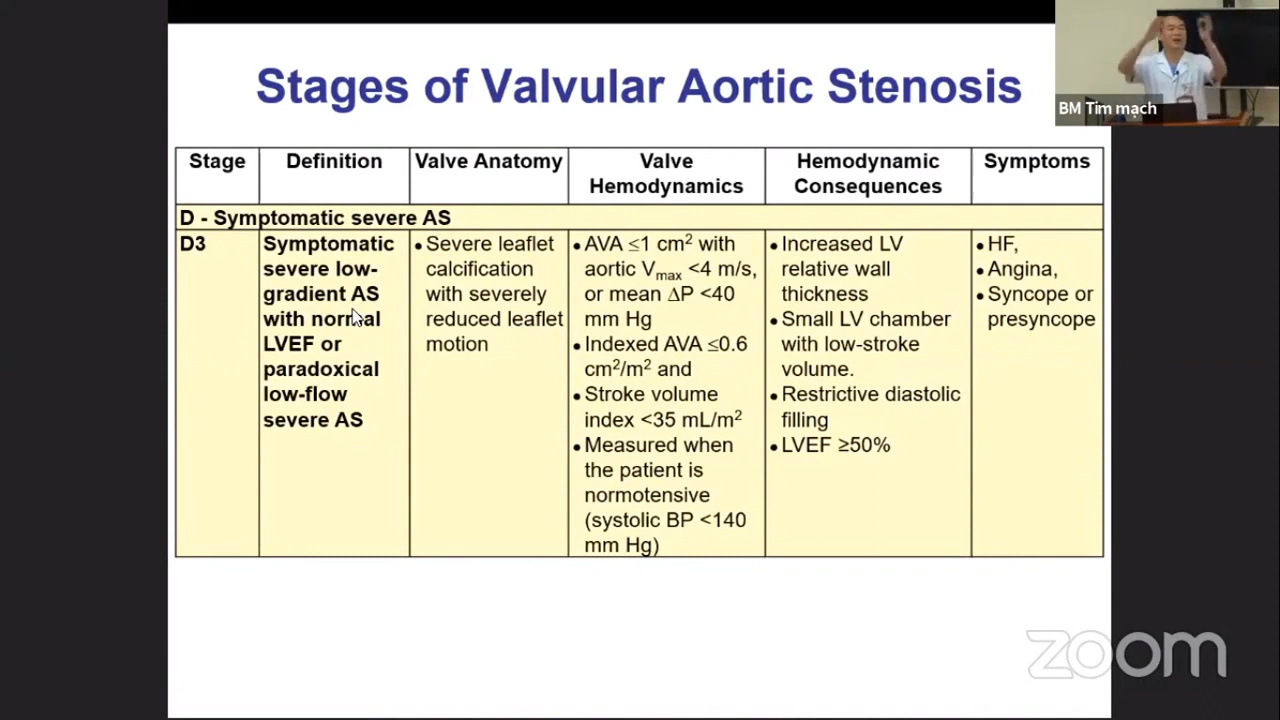 Stages of Valvular Aortic Stenosis
BM Tim mạch
Stage
Definition
Valve Anatomy
Valve
Hemodynamics
Hemodynamic
Consequences
Symptoms
D - Symptomatic severe AS
D3
Symptomatic
severe low-
gradient AS
with normal
LVEF or
paradoxical
low-flow
severe AS
• Severe leaflet
calcification
with severely
reduced leaflet
motion
• AVA ≤1 cm² with
aortic Vmax <4 m/s,
or mean ΔP <40
mm Hg
• Indexed AVA ≤0.6
cm²/m² and
• Stroke volume
index <35 mL/m²
• Measured when
the patient is
normotensive
(systolic BP <140
mm Hg)
• Increased LV
relative wall
thickness
• Small LV chamber
with low-stroke
volume.
• Restrictive diastolic
filling
• LVEF ≥50%
• HF,
• Angina,
• Syncope or
presyncope
zoom